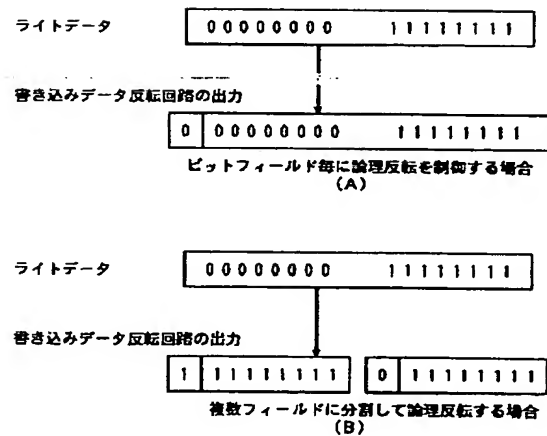 ライトデータ 00000000 11111111
書き込みデータ反転回路の出力
0 00000000 11111111
ビットフィールド毎に論理反転を制御する場合
(A)
ライトデータ 00000000 11111111
書き込みデータ反転回路の出力
1 11111111 0 11111111
複数フィールドに分割して論理反転する場合
(B)